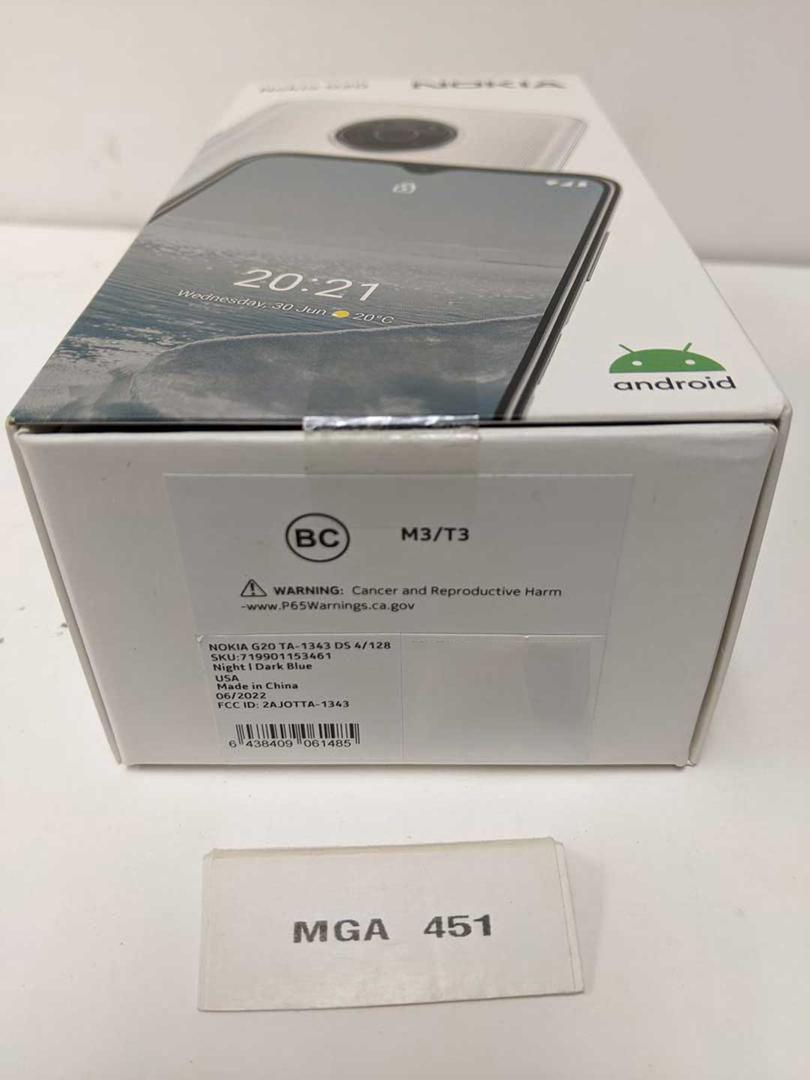 Nokia G20
NOKIA
20:21
Wednesday, 30 Jun 20°C
android
BC
M3/T3
WARNING: Cancer and Reproductive Harm
-www.P65Warnings.ca.gov
NOKIA G20 TA-1343 DS 4/128
SKU:719901153461
Night | Dark Blue
USA
Made in China
06/2022
FCC ID: 2AJOTTA-1343
6 438409 061485
MGA 451